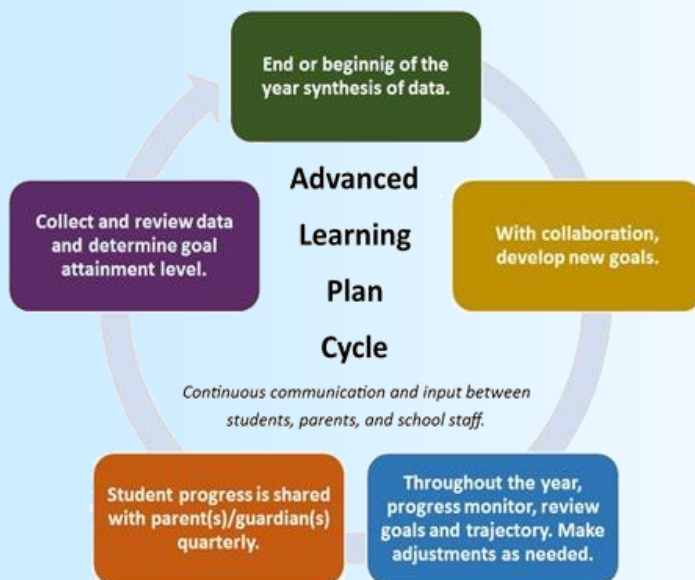 End or beginnig of the
year synthesis of data.
Advanced
Learning
Plan
Cycle
Continuous communication and input between
students, parents, and school staff.
With collaboration,
develop new goals.
Throughout the year,
progress monitor, review
goals and trajectory. Make
adjustments as needed.
Student progress is shared
with parent(s)/guardian(s)
quarterly.
Collect and review data
and determine goal
attainment level.